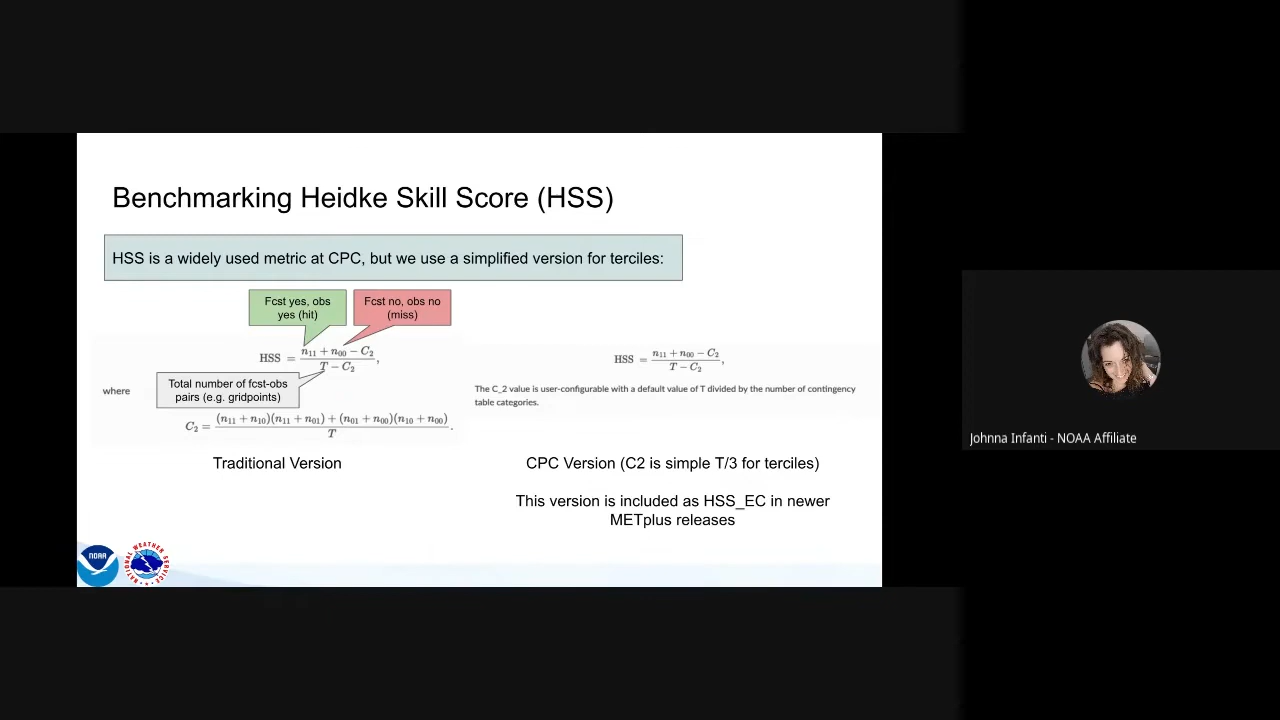 Benchmarking Heidke Skill Score (HSS)
HSS is a widely used metric at CPC, but we use a simplified version for terciles:
Fcst yes, obs
yes (hit)
Fcst no, obs no
(miss)
HSS = (n₁₁ + n₀₀ − C₂) / (T − C₂),
where
Total number of fcst-obs
pairs (e.g. gridpoints)
C₂ = ((n₁₁ + n₁₀)(n₁₁ + n₀₁) + (n₀₁ + n₀₀)(n₁₀ + n₀₀)) / T.
Traditional Version
HSS = (n₁₁ + n₀₀ − C₂) / (T − C₂),
The C_2 value is user-configurable with a default value of T divided by the number of contingency
table categories.
CPC Version (C2 is simple T/3 for terciles)
This version is included as HSS_EC in newer
METplus releases
NOAA
NATIONAL WEATHER SERVICE
Johnna Infanti - NOAA Affiliate